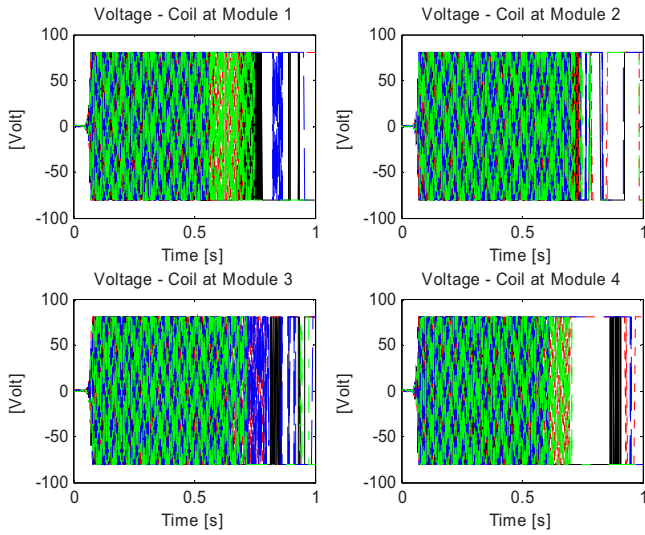 Voltage - Coil at Module 1
100
50
0
-50
-100
[Volt]
0
0.5
1
Time [s]
Voltage - Coil at Module 2
100
50
0
-50
-100
[Volt]
0
0.5
1
Time [s]
Voltage - Coil at Module 3
100
50
0
-50
-100
[Volt]
0
0.5
1
Time [s]
Voltage - Coil at Module 4
100
50
0
-50
-100
[Volt]
0
0.5
1
Time [s]